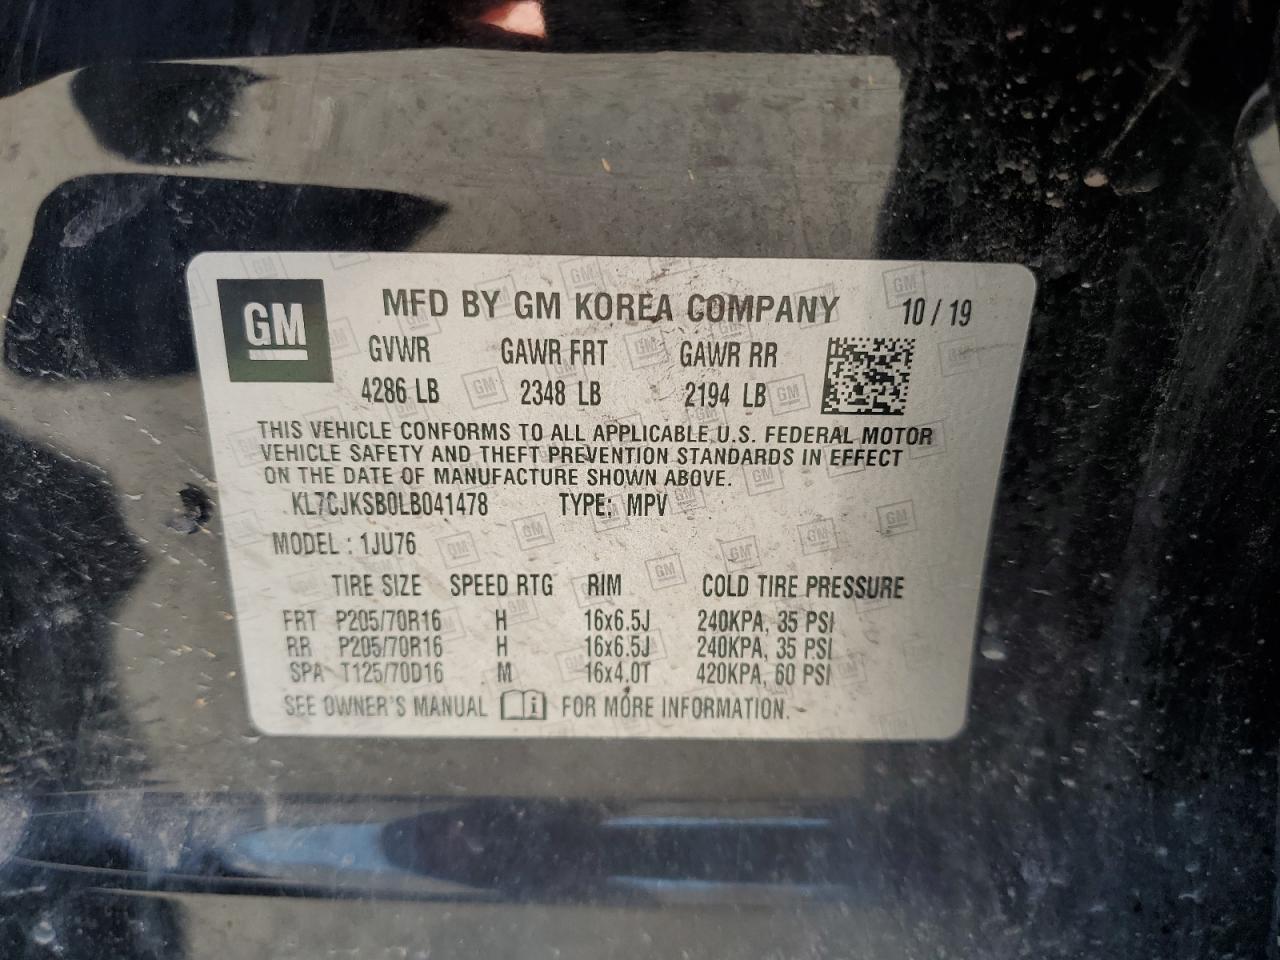 GM MFD BY GM KOREA COMPANY 10 / 19
GVWR GAWR FRT GAWR RR
4286 LB 2348 LB 2194 LB
THIS VEHICLE CONFORMS TO ALL APPLICABLE U.S. FEDERAL MOTOR
VEHICLE SAFETY AND THEFT PREVENTION STANDARDS IN EFFECT
ON THE DATE OF MANUFACTURE SHOWN ABOVE.
KL7CJKSB0LB041478 TYPE: MPV
MODEL : 1JU76
TIRE SIZE SPEED RTG RIM COLD TIRE PRESSURE
FRT P205/70R16 H 16x6.5J 240KPA, 35 PSI
RR P205/70R16 H 16x6.5J 240KPA, 35 PSI
SPA T125/70D16 M 16x4.0T 420KPA, 60 PSI
SEE OWNER'S MANUAL i FOR MORE INFORMATION.